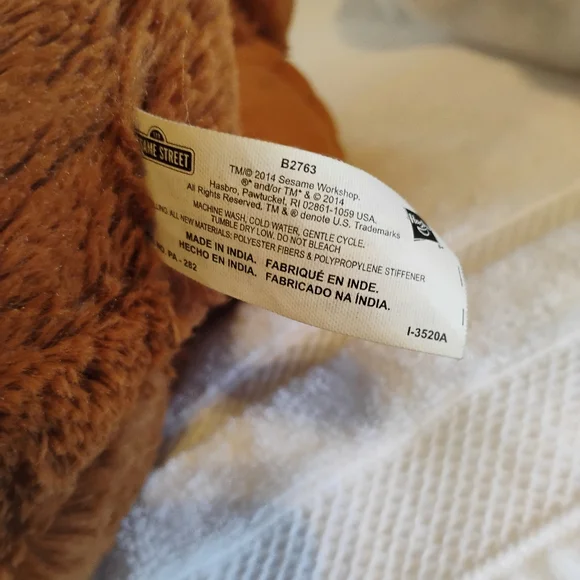 SESAME STREET
B2763
TM/© 2014 Sesame Workshop.
®* and/or TM* & © 2014
Hasbro, Pawtucket, RI 02861-1059 USA.
All Rights Reserved. TM & ® denote U.S. Trademarks
MACHINE WASH, COLD WATER, GENTLE CYCLE.
TUMBLE DRY LOW. DO NOT BLEACH
ALL NEW MATERIALS: POLYESTER FIBERS & POLYPROPYLENE STIFFENER
MADE IN INDIA. FABRIQUÉ EN INDE.
HECHO EN INDIA. FABRICADO NA ÍNDIA.
NO. PA - 282
I-3520A